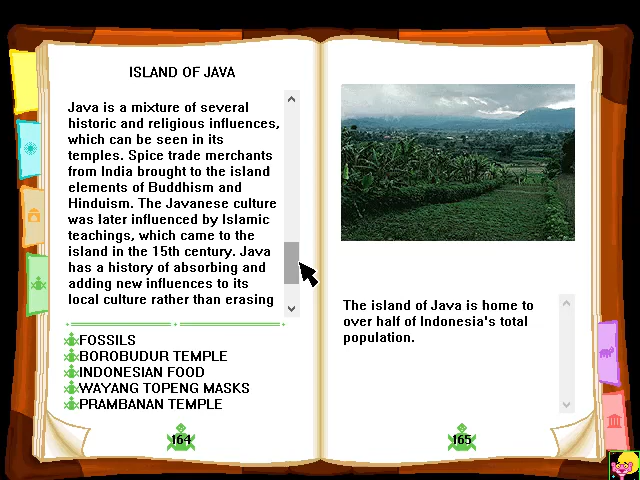 ISLAND OF JAVA
Java is a mixture of several
historic and religious influences,
which can be seen in its
temples. Spice trade merchants
from India brought to the island
elements of Buddhism and
Hinduism. The Javanese culture
was later influenced by Islamic
teachings, which came to the
island in the 15th century. Java
has a history of absorbing and
adding new influences to its
local culture rather than erasing
FOSSILS
BOROBUDUR TEMPLE
INDONESIAN FOOD
WAYANG TOPENG MASKS
PRAMBANAN TEMPLE
164
The island of Java is home to
over half of Indonesia's total
population.
165